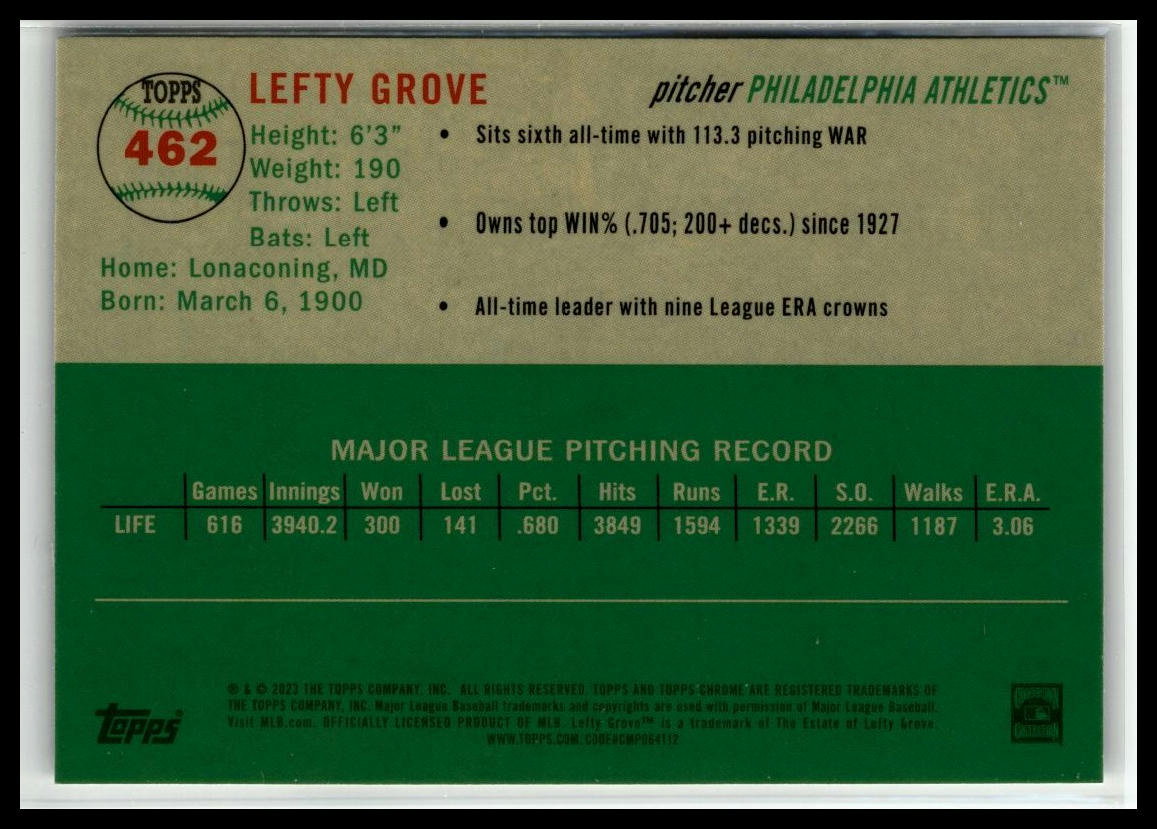 TOPPS
462
LEFTY GROVE
pitcher PHILADELPHIA ATHLETICS™
Height: 6'3"
Weight: 190
Throws: Left
Bats: Left
Home: Lonaconing, MD
Born: March 6, 1900
• Sits sixth all-time with 113.3 pitching WAR
• Owns top WIN% (.705; 200+ decs.) since 1927
• All-time leader with nine League ERA crowns
MAJOR LEAGUE PITCHING RECORD
Games Innings Won Lost Pct. Hits Runs E.R. S.O. Walks E.R.A.
LIFE 616 3940.2 300 141 .680 3849 1594 1339 2266 1187 3.06
® & © 2023 THE TOPPS COMPANY, INC. ALL RIGHTS RESERVED. TOPPS AND TOPPS CHROME ARE REGISTERED TRADEMARKS OF
THE TOPPS COMPANY, INC. Major League Baseball trademarks and copyrights are used with permission of Major League Baseball.
Visit MLB.com. OFFICIALLY LICENSED PRODUCT OF MLB. Lefty Grove™ is a trademark of The Estate of Lefty Grove.
WWW.TOPPS.COM. CODE#CMP064112
topps®